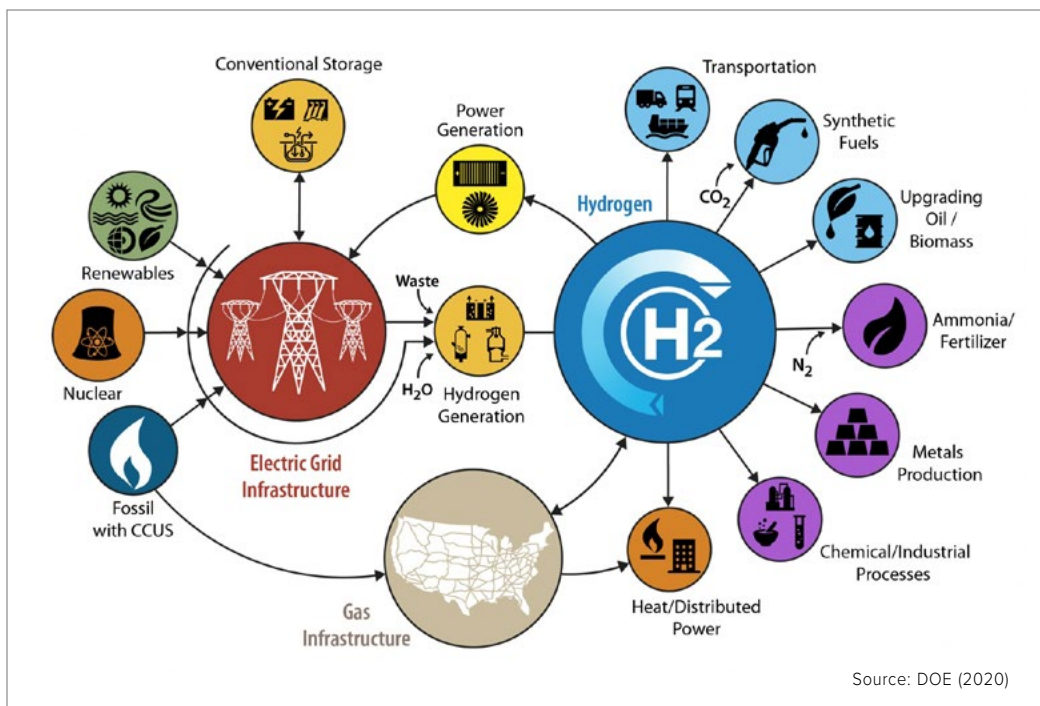 Conventional Storage
Transportation
Power
Generation
Synthetic
Fuels
CO2
Hydrogen
Upgrading
Oil /
Biomass
Renewables
Waste
H2
Ammonia/
Fertilizer
N2
Nuclear
H2O
Hydrogen
Generation
Metals
Production
Electric Grid
Infrastructure
Fossil
with CCUS
Chemical/Industrial
Processes
Gas
Infrastructure
Heat/Distributed
Power
Source: DOE (2020)